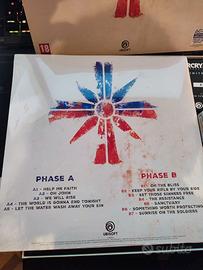 18
UBISOFT
CRY
PHASE A
A1 - HELP ME FAITH
A2 - OH JOHN
A3 - WE WILL RISE
A4 - THE WORLD IS GONNA END TONIGHT
A5 - LET THE WATER WASH AWAY YOUR SIN
PHASE B
B1 - OH THE BLISS
B2 - KEEP YOUR RIFLE BY YOUR SIDE
B3 - SET THOSE SINNERS FREE
B4 - THE RESISTANCE
B5 - SANCTUARY
B6 - SOMETHING WORTH PROTECTING
B7 - SUNRISE ON THE SOLDIERS
UBISOFT
subito